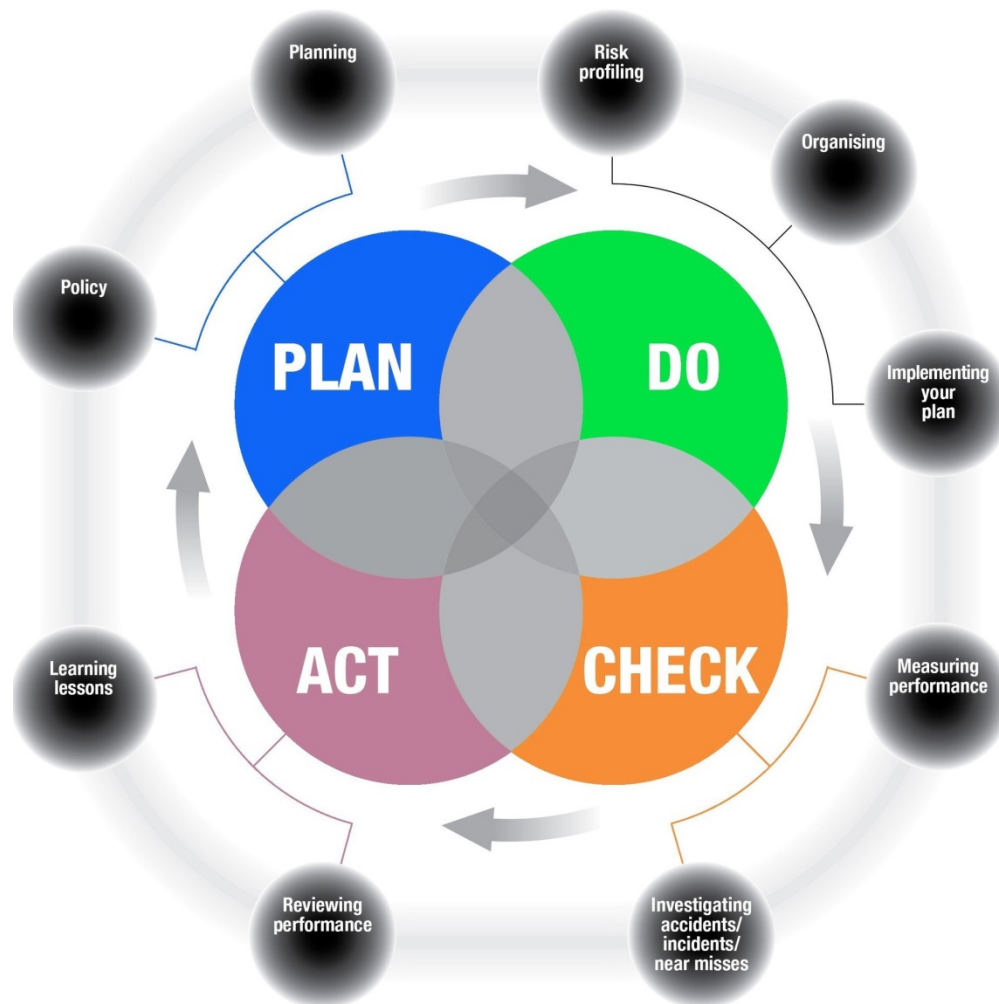 Planning
Risk
profiling
Organising
Policy
PLAN
DO
Implementing
your
plan
Learning
lessons
ACT
CHECK
Measuring
performance
Reviewing
performance
Investigating
accidents/
incidents/
near misses